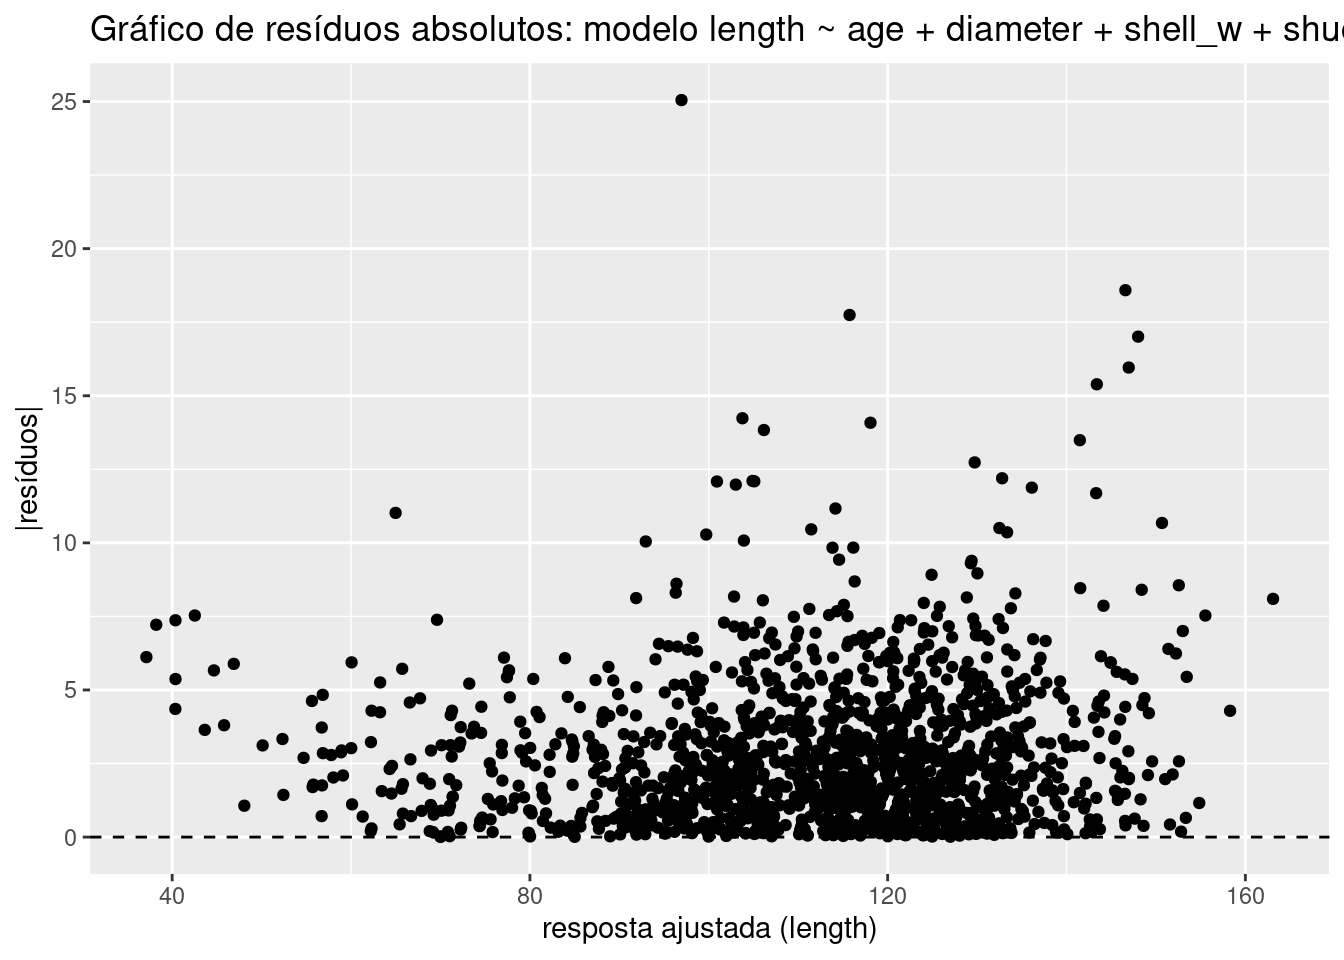 Gráfico de resíduos absolutos: modelo length ~ age + diameter + shell_w +
25
20
15
10
5
0
|resíduos|
40 80 120 160
resposta ajustada (length)